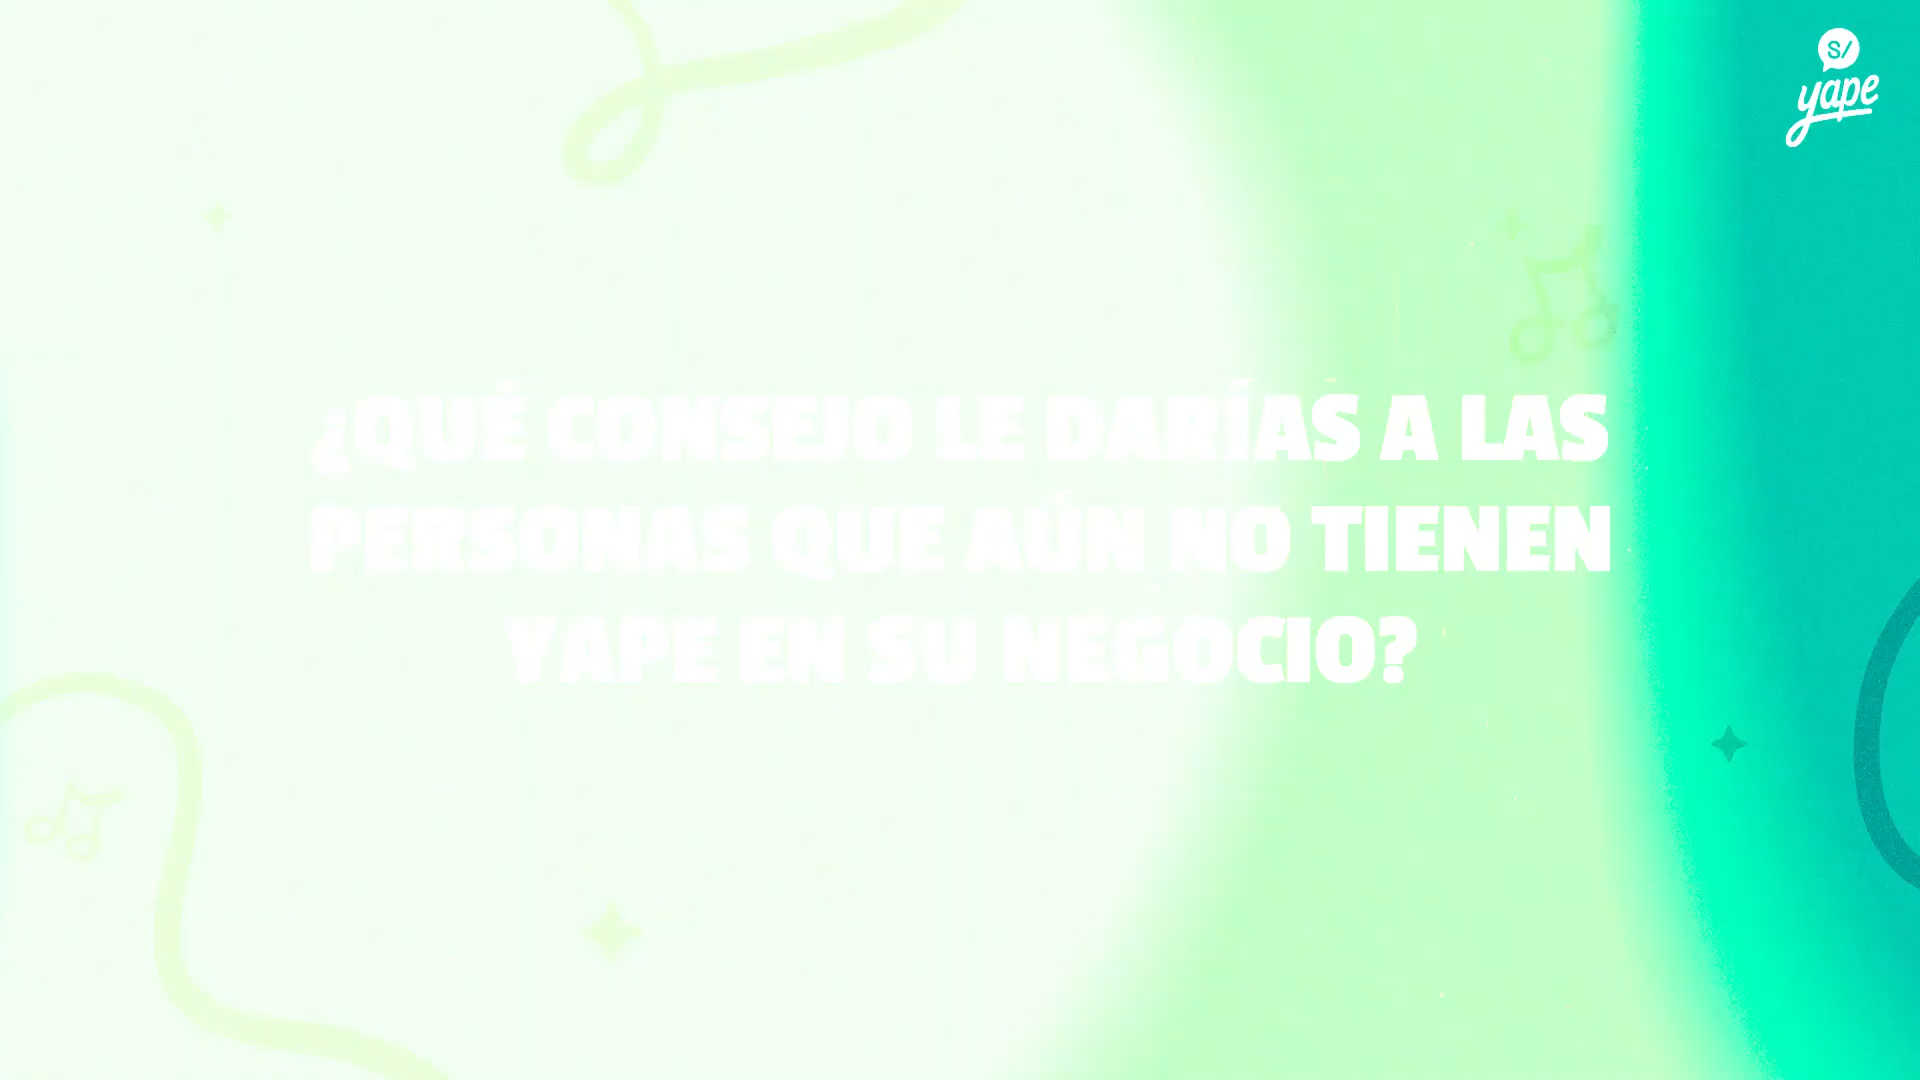 S/
yape
¿QUÉ CONSEJO LE DARÍAS A LAS
PERSONAS QUE AÚN NO TIENEN
YAPE EN SU NEGOCIO?